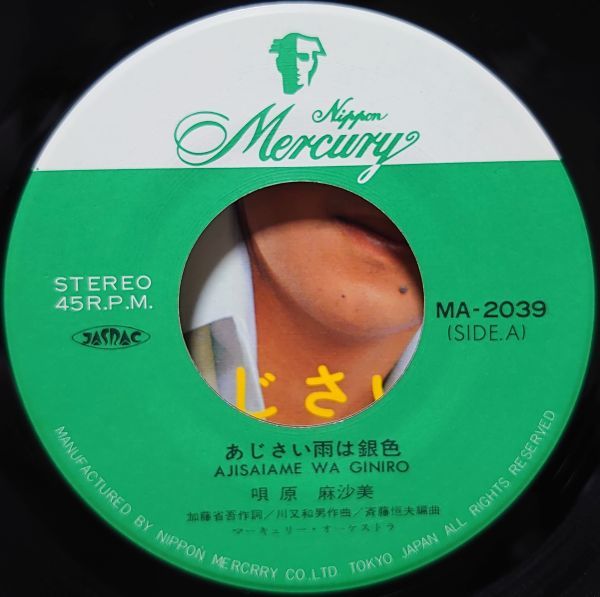 Nippon
Mercury
STEREO
45R.P.M.
JASRAC
MA-2039
(SIDE.A)
じさい
あじさい雨は銀色
AJISAIAME WA GINIRO
唄 原 麻沙美
加藤省吾作詞/川又和男作曲/斉藤恒夫編曲
マーキュリー・オーケストラ
MANUFACTURED BY NIPPON MERCRRY CO.LTD TOKYO JAPAN ALL RIGHTS RESERVED